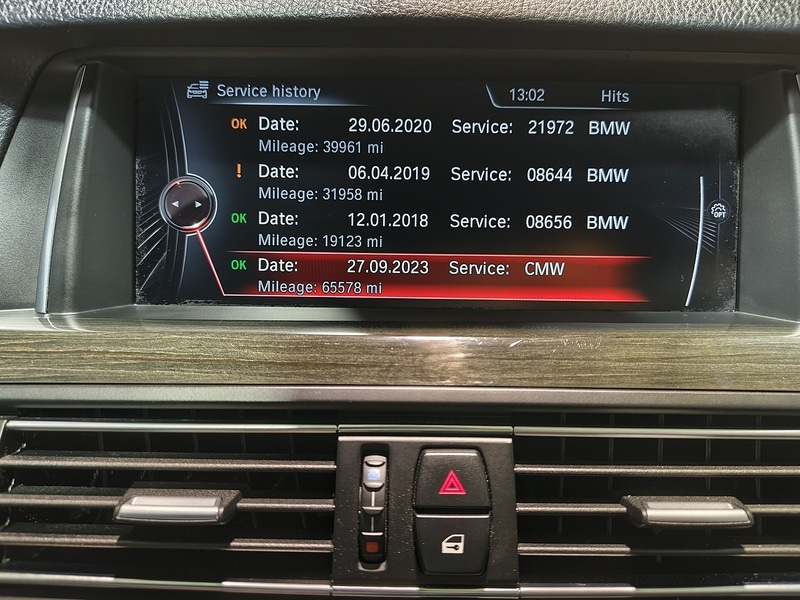 Service history 13:02 Hits
OK Date: 29.06.2020 Service: 21972 BMW
Mileage: 39961 mi
! Date: 06.04.2019 Service: 08644 BMW
Mileage: 31958 mi
OK Date: 12.01.2018 Service: 08656 BMW
Mileage: 19123 mi
OK Date: 27.09.2023 Service: CMW
Mileage: 65578 mi
OPT